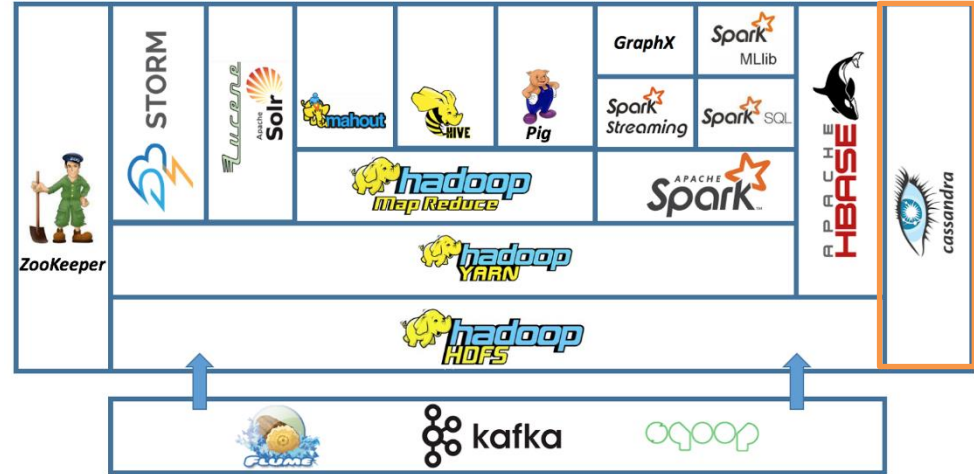 ZooKeeper
STORM
Lucene
Apache
Solr
mahout
HIVE
Pig
GraphX
Spark
MLlib
Spark
Streaming
Spark SQL
hadoop
Map Reduce
APACHE
Spark™
hadoop
YARN
hadoop
HDFS
APACHE
HBASE
cassandra
FLUME
kafka
sqoop